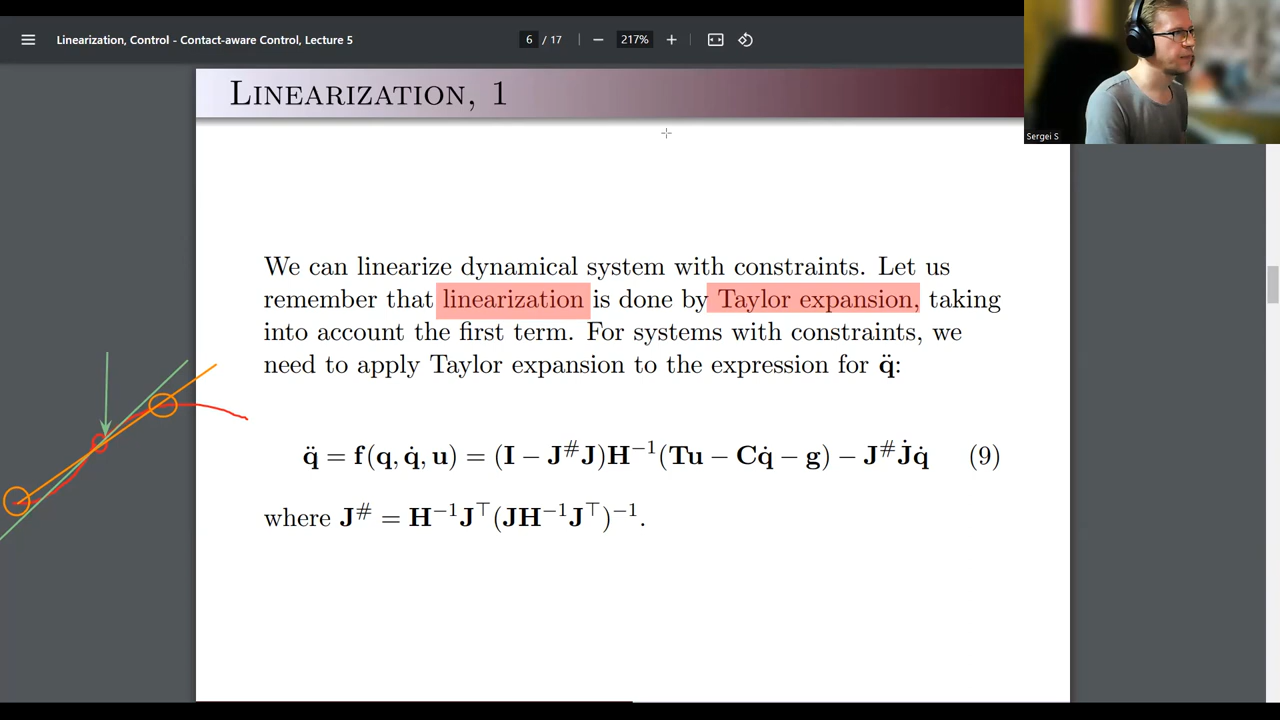 Linearization, Control - Contact-aware Control, Lecture 5
6 / 17
217%
Sergei S
LINEARIZATION, 1
We can linearize dynamical system with constraints. Let us
remember that linearization is done by Taylor expansion, taking
into account the first term. For systems with constraints, we
need to apply Taylor expansion to the expression for q̈:
q̈ = f(q, q̇, u) = (I − J^#J)H^{−1}(Tu − Cq̇ − g) − J^#J̇q̇ (9)
where J^# = H^{−1}J^⊤(JH^{−1}J^⊤)^{−1}.